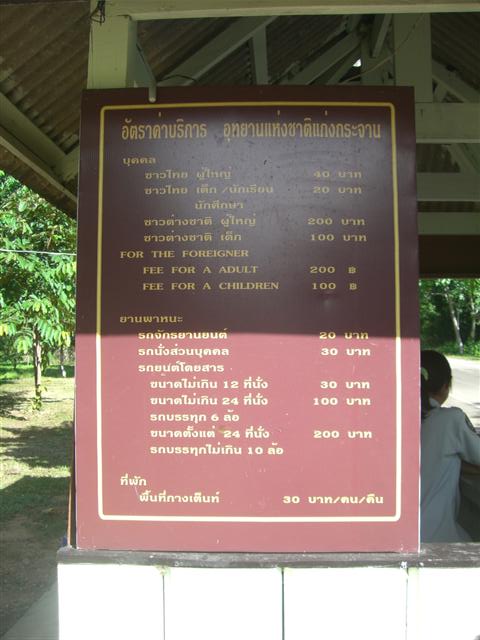 อัตราค่าบริการ อุทยานแห่งชาติแก่งกระจาน
บุคคล
ชาวไทย ผู้ใหญ่ 40 บาท
ชาวไทย เด็ก/นักเรียน 20 บาท
นักศึกษา
ชาวต่างชาติ ผู้ใหญ่ 200 บาท
ชาวต่างชาติ เด็ก 100 บาท
FOR THE FOREIGNER
FEE FOR A ADULT 200 ฿
FEE FOR A CHILDREN 100 ฿
ยานพาหนะ
รถจักรยานยนต์ 20 บาท
รถนั่งส่วนบุคคล 30 บาท
รถยนต์โดยสาร
ขนาดไม่เกิน 12 ที่นั่ง 30 บาท
ขนาดไม่เกิน 24 ที่นั่ง 100 บาท
รถบรรทุก 6 ล้อ
ขนาดตั้งแต่ 24 ที่นั่ง 200 บาท
รถบรรทุกไม่เกิน 10 ล้อ
ที่พัก
พื้นที่กางเต็นท์ 30 บาท/คน/คืน